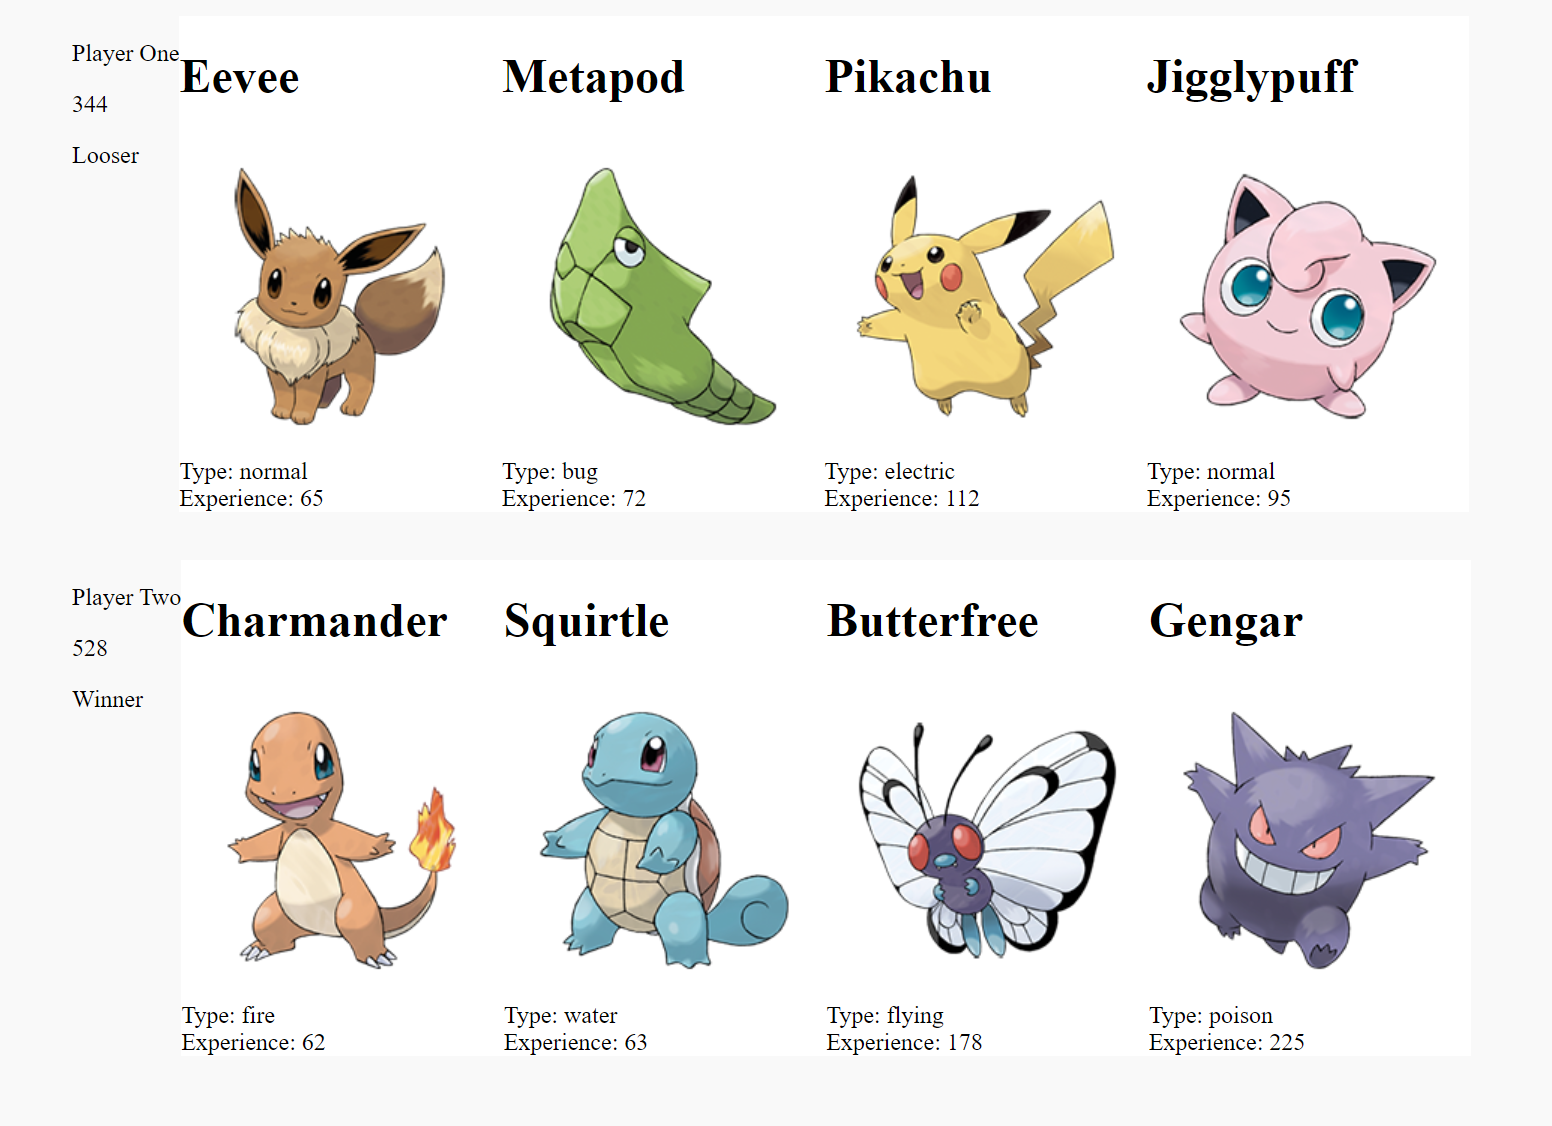 Player One
344
Looser
Eevee
Type: normal
Experience: 65
Metapod
Type: bug
Experience: 72
Pikachu
Type: electric
Experience: 112
Jigglypuff
Type: normal
Experience: 95
Player Two
528
Winner
Charmander
Type: fire
Experience: 62
Squirtle
Type: water
Experience: 63
Butterfree
Type: flying
Experience: 178
Gengar
Type: poison
Experience: 225